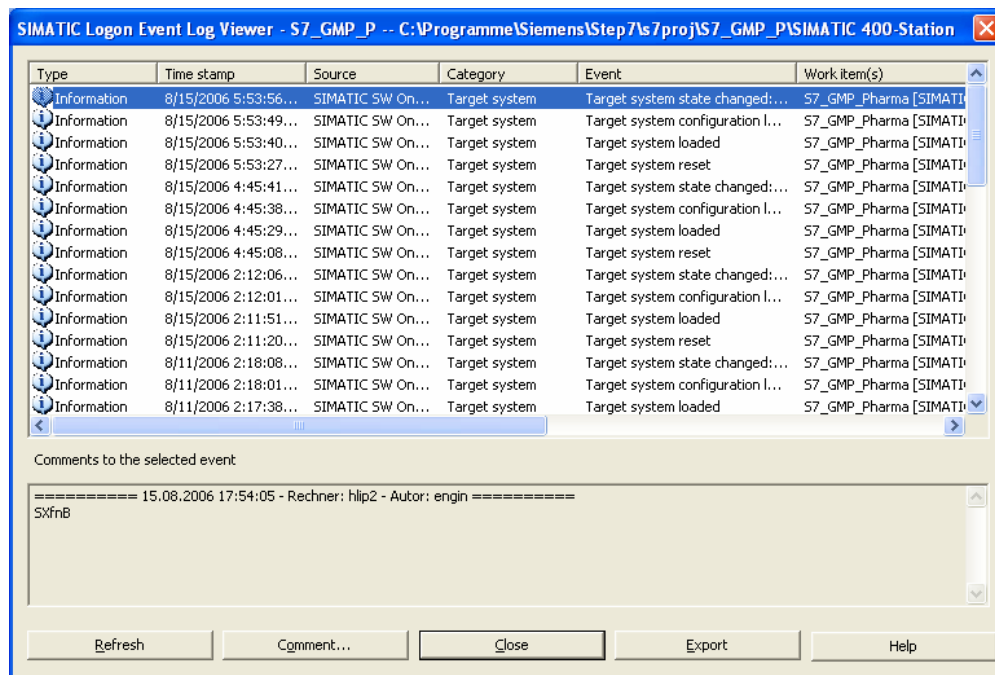 SIMATIC Logon Event Log Viewer - S7_GMP_P -- C:\Programme\Siemens\Step7\s7proj\S7_GMP_P\SIMATIC 400-Station
Type Time stamp Source Category Event Work item(s)
Information 8/15/2006 5:53:56... SIMATIC SW On... Target system Target system state changed:... S7_GMP_Pharma [SIMATI
Information 8/15/2006 5:53:49... SIMATIC SW On... Target system Target system configuration l... S7_GMP_Pharma [SIMATI
Information 8/15/2006 5:53:40... SIMATIC SW On... Target system Target system loaded S7_GMP_Pharma [SIMATI
Information 8/15/2006 5:53:27... SIMATIC SW On... Target system Target system reset S7_GMP_Pharma [SIMATI
Information 8/15/2006 4:45:41... SIMATIC SW On... Target system Target system state changed:... S7_GMP_Pharma [SIMATI
Information 8/15/2006 4:45:38... SIMATIC SW On... Target system Target system configuration l... S7_GMP_Pharma [SIMATI
Information 8/15/2006 4:45:29... SIMATIC SW On... Target system Target system loaded S7_GMP_Pharma [SIMATI
Information 8/15/2006 4:45:08... SIMATIC SW On... Target system Target system reset S7_GMP_Pharma [SIMATI
Information 8/15/2006 2:12:06... SIMATIC SW On... Target system Target system state changed:... S7_GMP_Pharma [SIMATI
Information 8/15/2006 2:12:01... SIMATIC SW On... Target system Target system configuration l... S7_GMP_Pharma [SIMATI
Information 8/15/2006 2:11:51... SIMATIC SW On... Target system Target system loaded S7_GMP_Pharma [SIMATI
Information 8/15/2006 2:11:20... SIMATIC SW On... Target system Target system reset S7_GMP_Pharma [SIMATI
Information 8/11/2006 2:18:08... SIMATIC SW On... Target system Target system state changed:... S7_GMP_Pharma [SIMATI
Information 8/11/2006 2:18:01... SIMATIC SW On... Target system Target system configuration l... S7_GMP_Pharma [SIMATI
Information 8/11/2006 2:17:38... SIMATIC SW On... Target system Target system loaded S7_GMP_Pharma [SIMATI
Comments to the selected event
========== 15.08.2006 17:54:05 - Rechner: hlip2 - Autor: engin ==========
SXfnB
Refresh Comment... Close Export Help